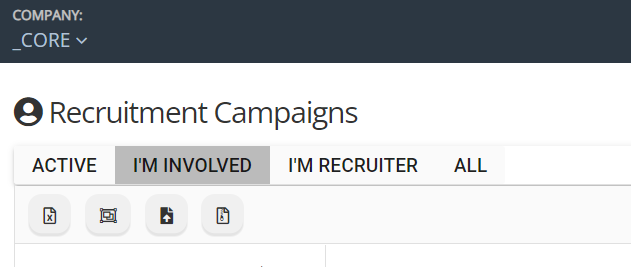 COMPANY:
_CORE
Recruitment Campaigns
ACTIVE I'M INVOLVED I'M RECRUITER ALL